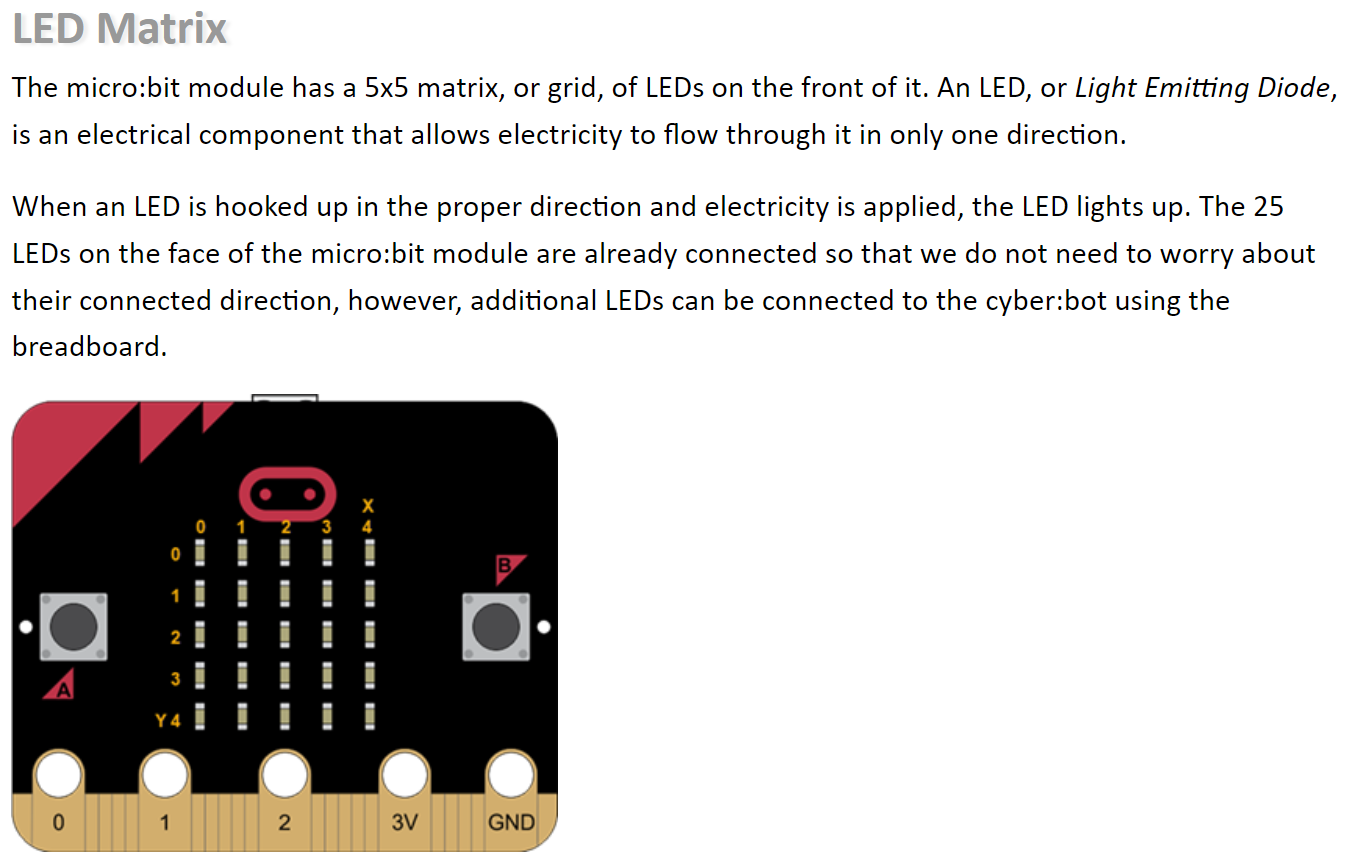 LED Matrix
The micro:bit module has a 5x5 matrix, or grid, of LEDs on the front of it. An LED, or Light Emitting Diode,
is an electrical component that allows electricity to flow through it in only one direction.
When an LED is hooked up in the proper direction and electricity is applied, the LED lights up. The 25
LEDs on the face of the micro:bit module are already connected so that we do not need to worry about
their connected direction, however, additional LEDs can be connected to the cyber:bot using the
breadboard.
X
0 1 2 3 4
0
B
1
2
3
A
Y 4
0 1 2 3V GND